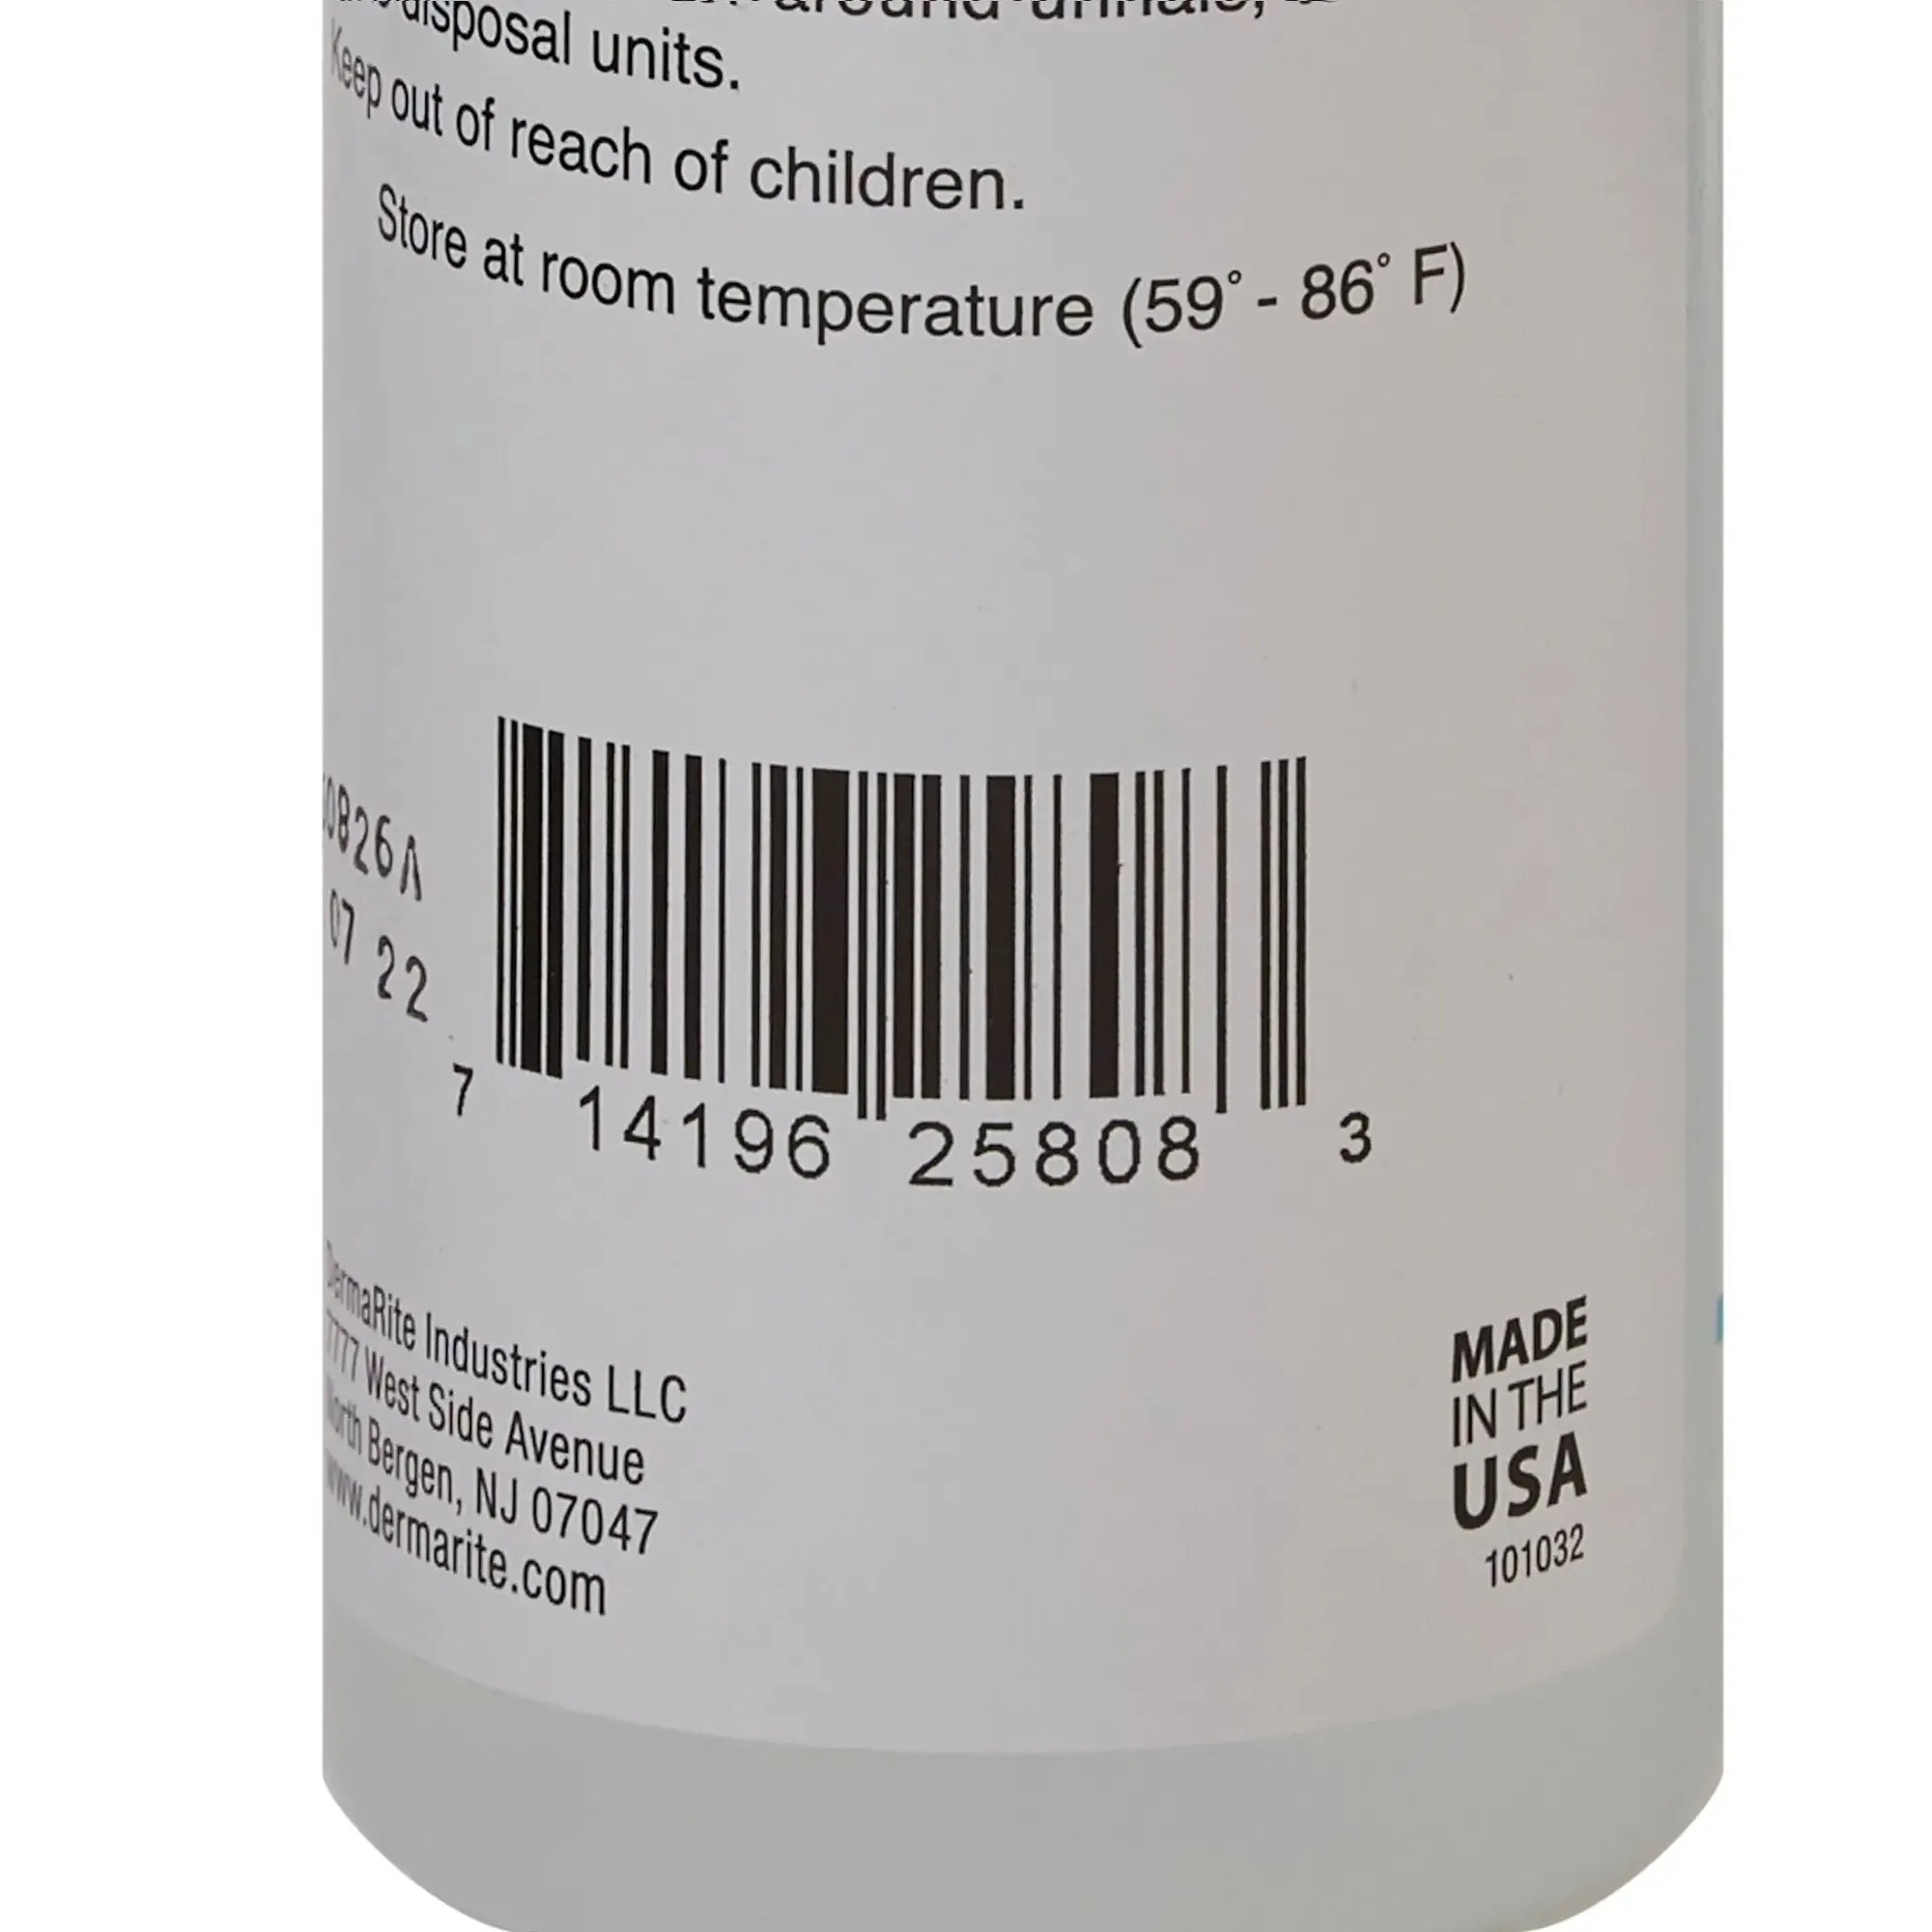 around urinals,
disposal units.
Keep out of reach of children.
Store at room temperature (59° - 86° F)
0826A
07 22
7 14196 25808 3
DermaRite Industries LLC
7777 West Side Avenue
North Bergen, NJ 07047
www.dermarite.com
MADE
IN THE
USA
101032